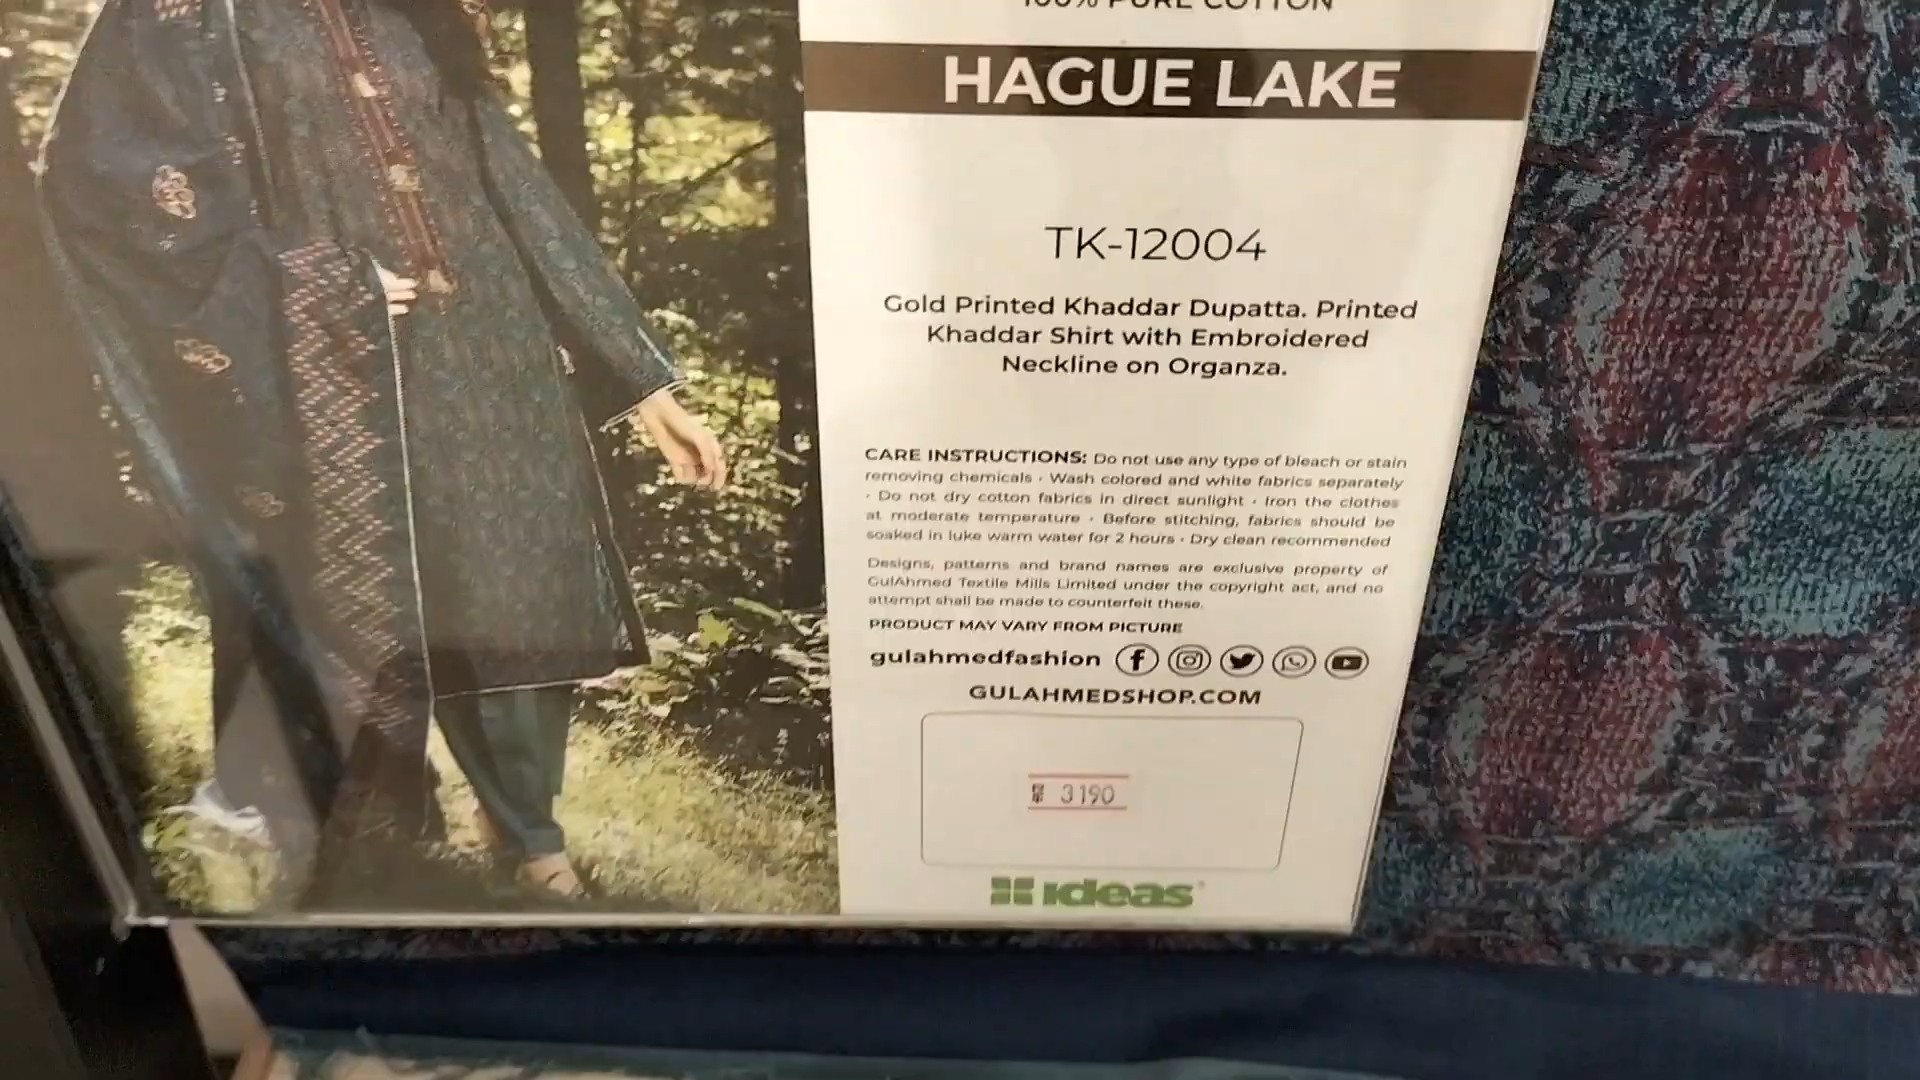 100% PURE COTTON
HAGUE LAKE
TK-12004
Gold Printed Khaddar Dupatta. Printed
Khaddar Shirt with Embroidered
Neckline on Organza.
CARE INSTRUCTIONS: Do not use any type of bleach or stain
removing chemicals • Wash colored and white fabrics separately
• Do not dry cotton fabrics in direct sunlight • Iron the clothes
at moderate temperature • Before stitching, fabrics should be
soaked in luke warm water for 2 hours • Dry clean recommended
Designs, patterns and brand names are exclusive property of
GulAhmed Textile Mills Limited under the copyright act, and no
attempt shall be made to counterfeit these.
PRODUCT MAY VARY FROM PICTURE
gulahmedfashion
GULAHMEDSHOP.COM
3190
ideas